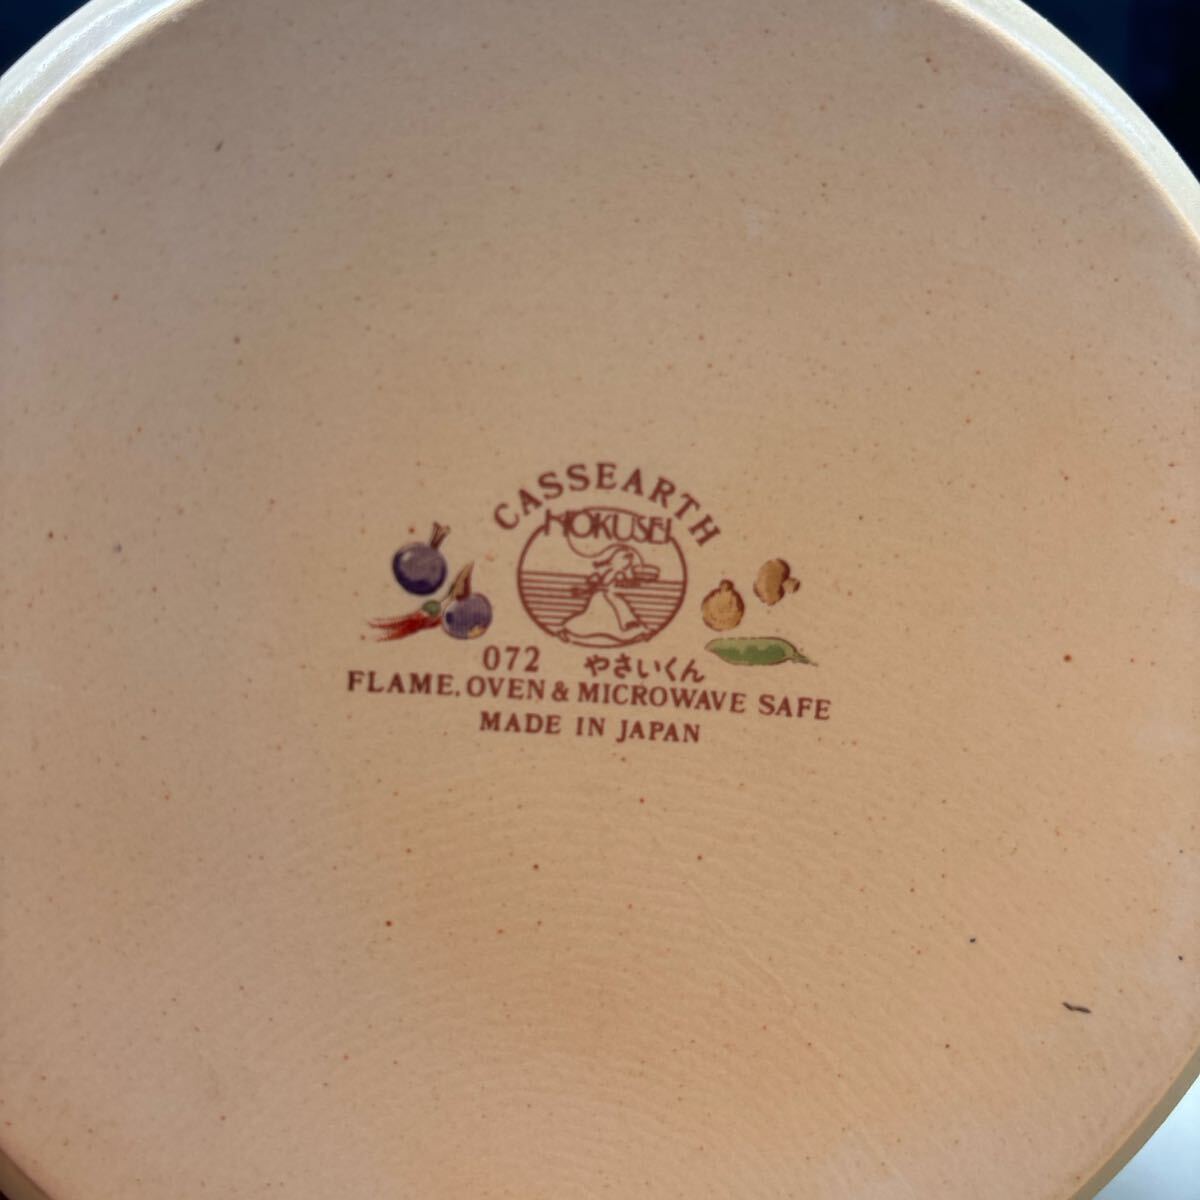 CASSEARTH
HOKUSEI
072 やさいくん
FLAME, OVEN & MICROWAVE SAFE
MADE IN JAPAN